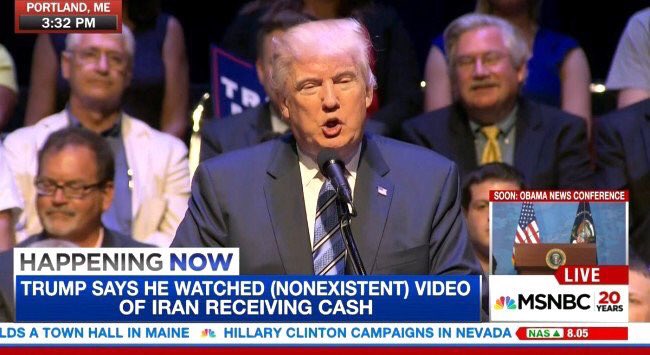 PORTLAND, ME
3:32 PM
TR
SOON: OBAMA NEWS CONFERENCE
LIVE
HAPPENING NOW
TRUMP SAYS HE WATCHED (NONEXISTENT) VIDEO
OF IRAN RECEIVING CASH
MSNBC 20 YEARS
LDS A TOWN HALL IN MAINE HILLARY CLINTON CAMPAIGNS IN NEVADA NAS ▲ 8.05